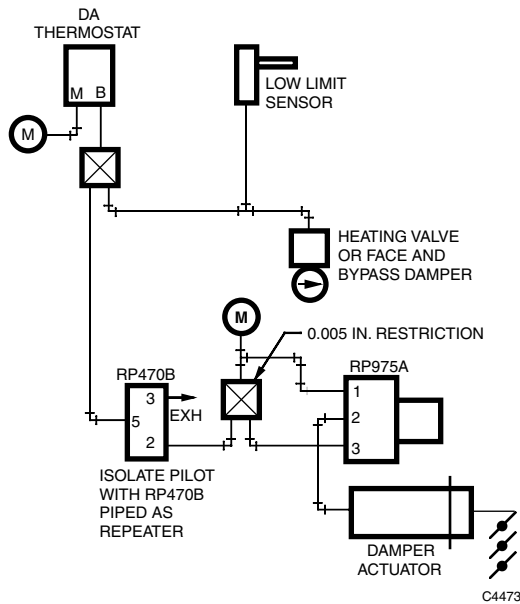 DA
THERMOSTAT
M B
M
LOW LIMIT
SENSOR
HEATING VALVE
OR FACE AND
BYPASS DAMPER
M
0.005 IN. RESTRICTION
RP470B
3
EXH
5
2
RP975A
1
2
3
ISOLATE PILOT
WITH RP470B
PIPED AS
REPEATER
DAMPER
ACTUATOR
C4473